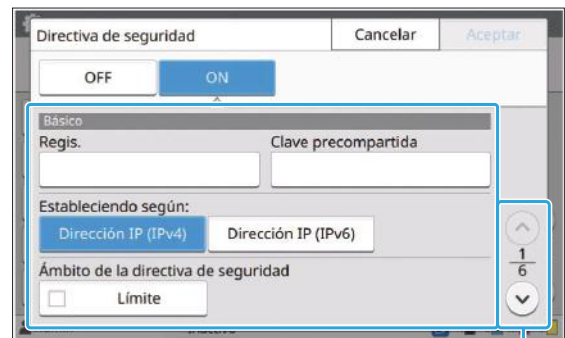 Directiva de seguridad Cancelar Aceptar
OFF ON
Básico
Regis. Clave precompartida
Estableciendo según:
Dirección IP (IPv4) Dirección IP (IPv6)
1
6
Ámbito de la directiva de seguridad
Límite